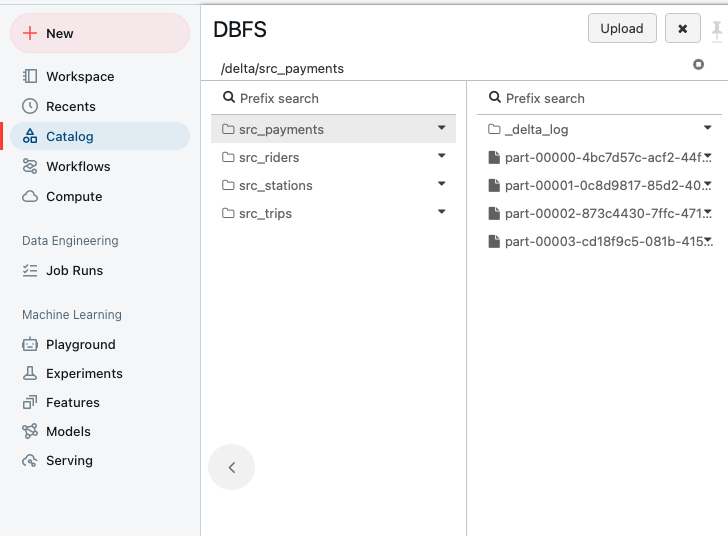 New
Workspace
Recents
Catalog
Workflows
Compute
Data Engineering
Job Runs
Machine Learning
Playground
Experiments
Features
Models
Serving
DBFS
Upload
/delta/src_payments
Prefix search
src_payments
src_riders
src_stations
src_trips
Prefix search
_delta_log
part-00000-4bc7d57c-acf2-44f...
part-00001-0c8d9817-85d2-40...
part-00002-873c4430-7ffc-471...
part-00003-cd18f9c5-081b-415...